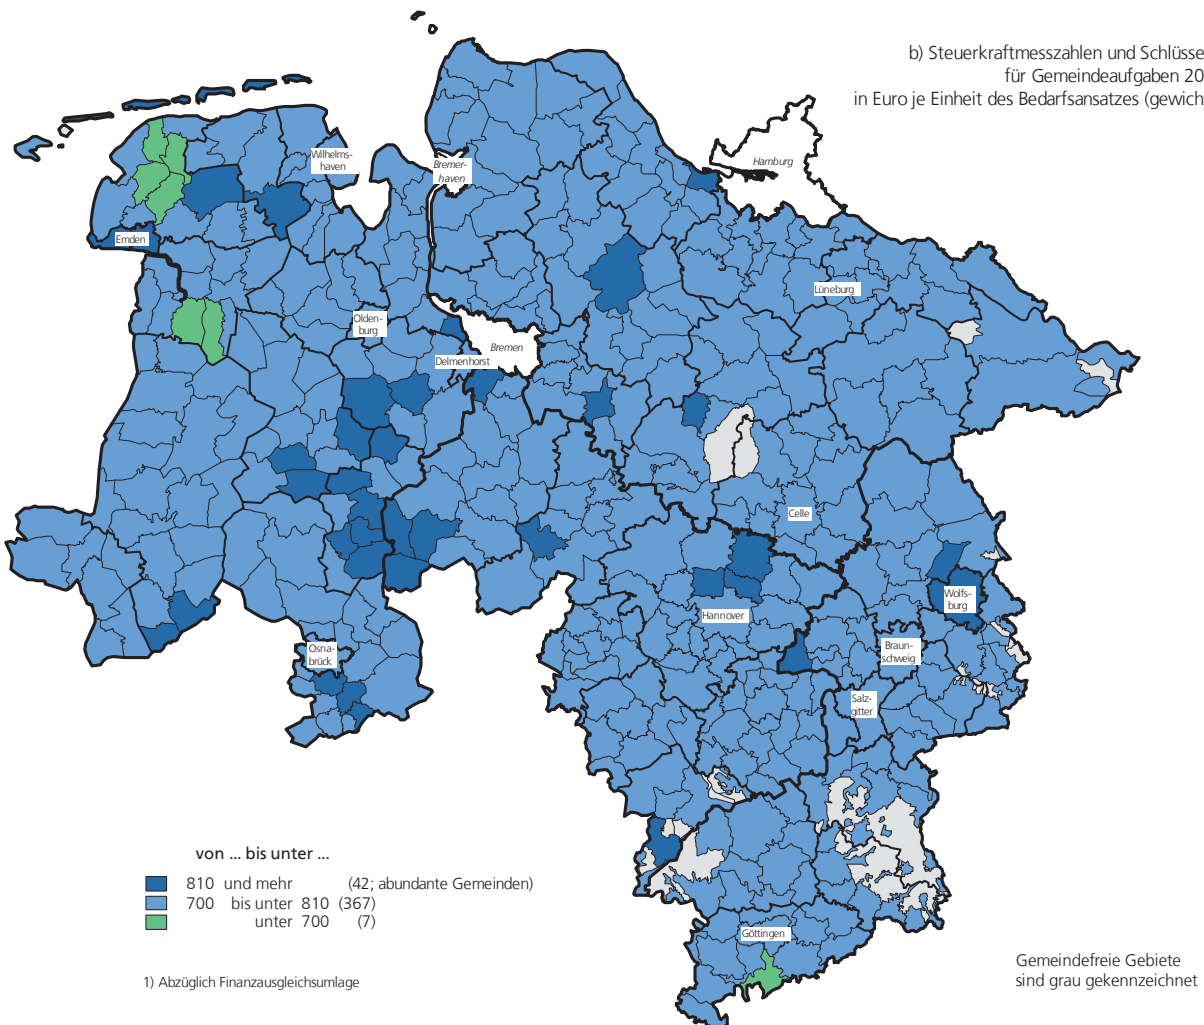 b) Steuerkraftmesszahlen und Schlüsse
für Gemeindeaufgaben 20
in Euro je Einheit des Bedarfsansatzes (gewich
Wilhelms-
haven
Bremer-
haven
Hamburg
Emden
Lüneburg
Olden-
burg
Bremen
Delmenhorst
Celle
Wolfs-
burg
Hannover
Braun-
schweig
Osna-
brück
Salz-
gitter
von ... bis unter ...
810 und mehr (42; abundante Gemeinden)
700 bis unter 810 (367)
unter 700 (7)
Göttingen
1) Abzüglich Finanzausgleichsumlage
Gemeindefreie Gebiete
sind grau gekennzeichnet